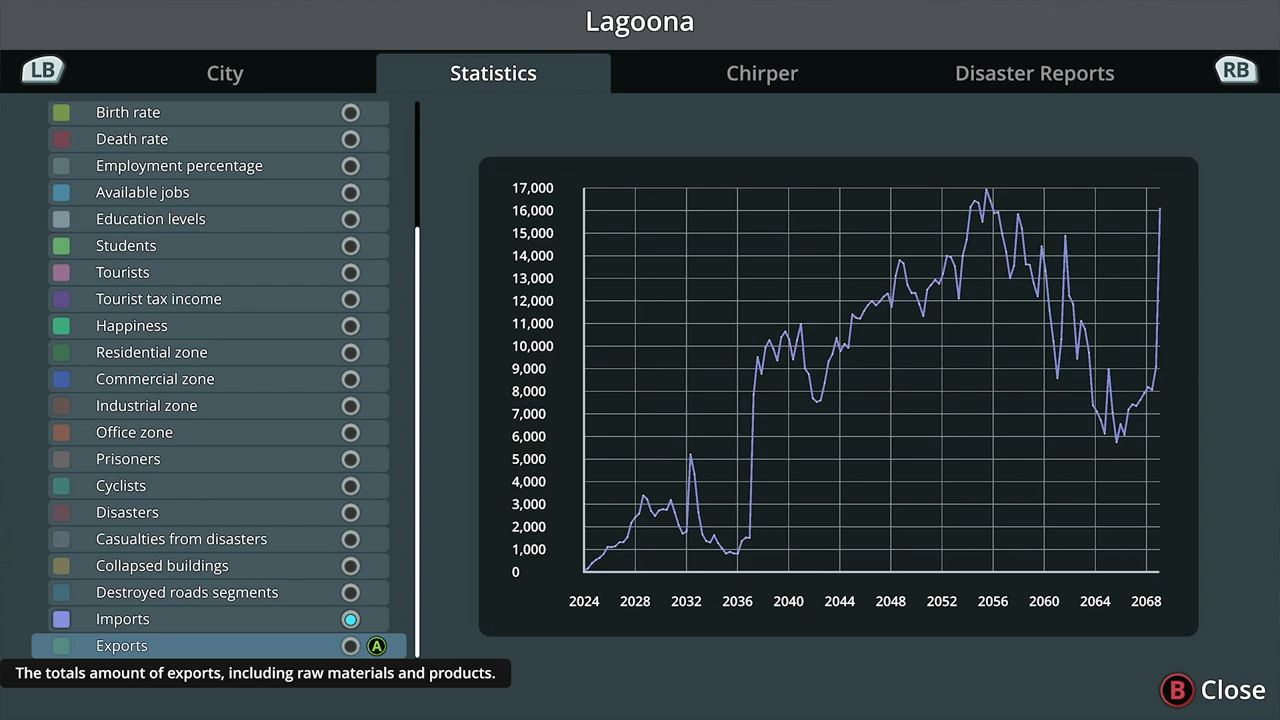 Lagoona
LB City Statistics Chirper Disaster Reports RB
Birth rate
Death rate
Employment percentage
Available jobs
Education levels
Students
Tourists
Tourist tax income
Happiness
Residential zone
Commercial zone
Industrial zone
Office zone
Prisoners
Cyclists
Disasters
Casualties from disasters
Collapsed buildings
Destroyed roads segments
Imports
Exports A
The totals amount of exports, including raw materials and products.
17,000
16,000
15,000
14,000
13,000
12,000
11,000
10,000
9,000
8,000
7,000
6,000
5,000
4,000
3,000
2,000
1,000
0
2024 2028 2032 2036 2040 2044 2048 2052 2056 2060 2064 2068
B Close